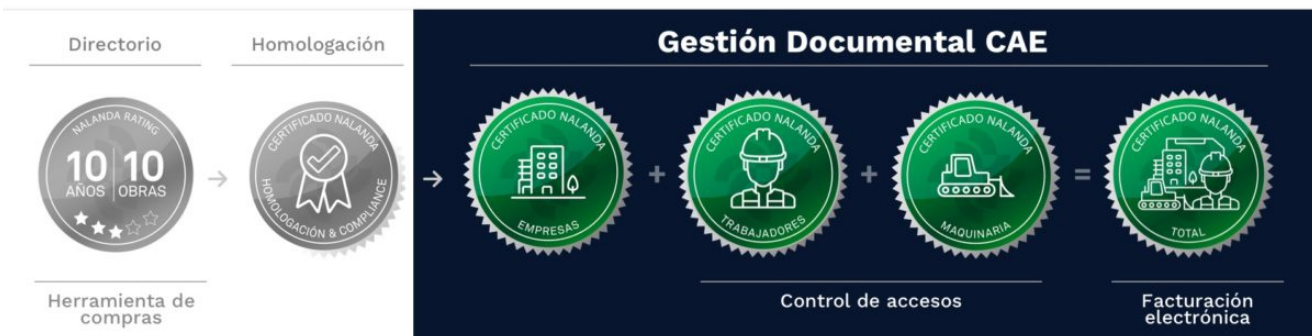 Directorio
Homologación
Gestión Documental CAE
NALANDA RATING
10 | 10
AÑOS | OBRAS
CERTIFICADO NALANDA
HOMOLOGACIÓN & COMPLIANCE
→
→
CERTIFICADO NALANDA
EMPRESAS
+
CERTIFICADO NALANDA
TRABAJADORES
+
CERTIFICADO NALANDA
MAQUINARIA
=
CERTIFICADO NALANDA
TOTAL
Herramienta de
compras
Control de accesos
Facturación
electrónica